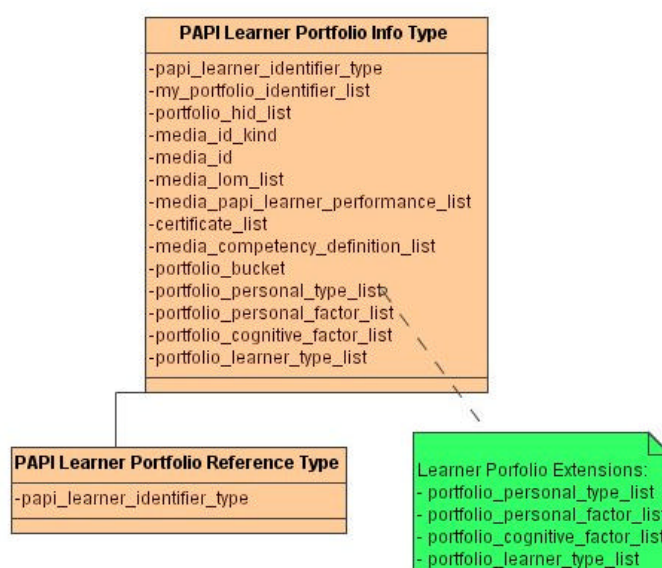 PAPI Learner Portfolio Info Type
-papi_learner_identifier_type
-my_portfolio_identifier_list
-portfolio_hid_list
-media_id_kind
-media_id
-media_lom_list
-media_papi_learner_performance_list
-certificate_list
-media_competency_definition_list
-portfolio_bucket
-portfolio_personal_type_list
-portfolio_personal_factor_list
-portfolio_cognitive_factor_list
-portfolio_learner_type_list
PAPI Learner Portfolio Reference Type
-papi_learner_identifier_type
Learner Porfolio Extensions:
- portfolio_personal_type_list
- portfolio_personal_factor_list
- portfolio_cognitive_factor_list
- portfolio_learner_type_list